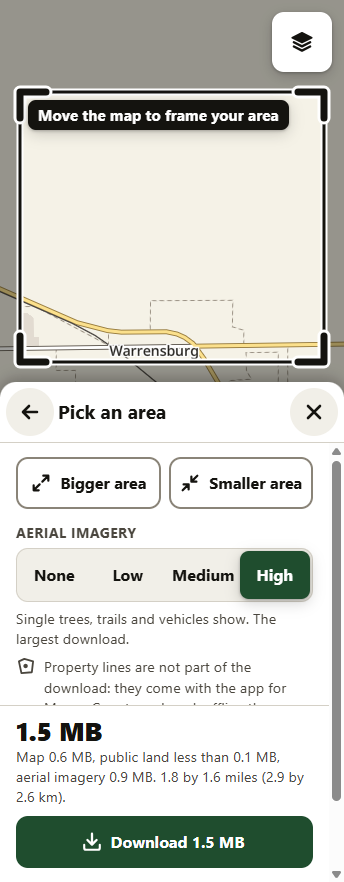 Move the map to frame your area
Warrensburg
Pick an area
Bigger area
Smaller area
AERIAL IMAGERY
None
Low
Medium
High
Single trees, trails and vehicles show. The
largest download.
Property lines are not part of the
download: they come with the app for
1.5 MB
Map 0.6 MB, public land less than 0.1 MB,
aerial imagery 0.9 MB. 1.8 by 1.6 miles (2.9 by
2.6 km).
Download 1.5 MB